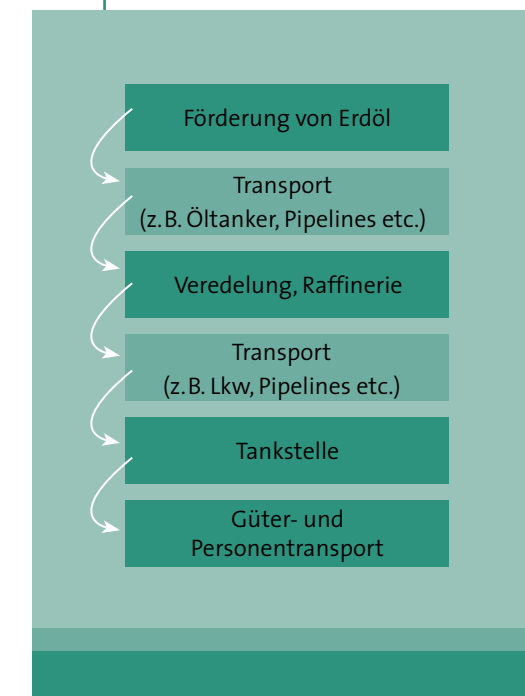 Förderung von Erdöl
Transport
(z.B. Öltanker, Pipelines etc.)
Veredelung, Raffinerie
Transport
(z.B. Lkw, Pipelines etc.)
Tankstelle
Güter- und
Personentransport